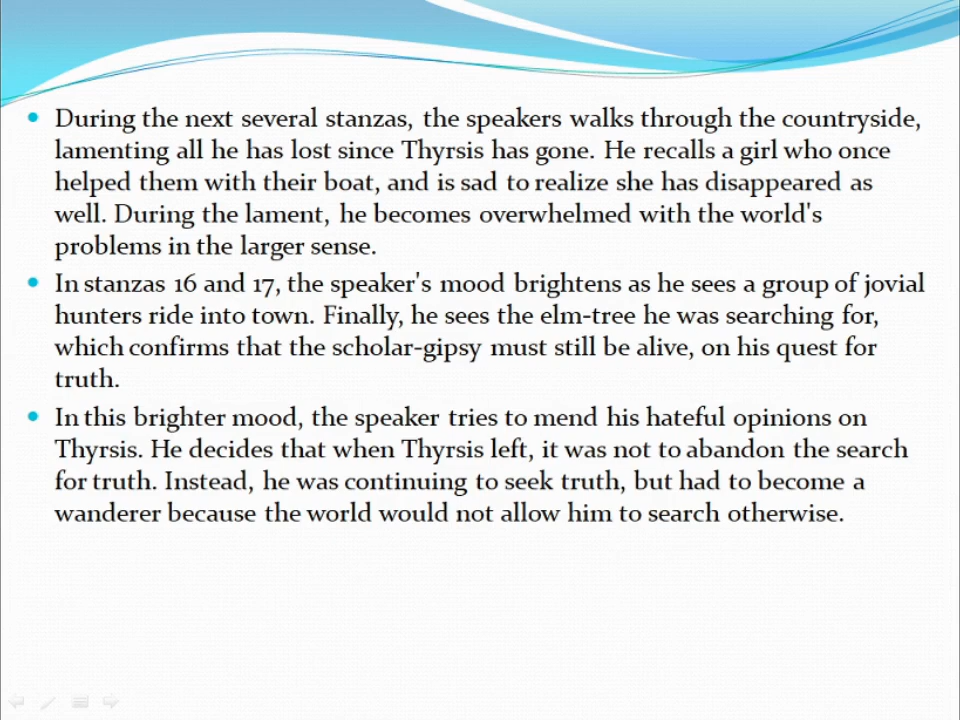 During the next several stanzas, the speakers walks through the countryside,
lamenting all he has lost since Thyrsis has gone. He recalls a girl who once
helped them with their boat, and is sad to realize she has disappeared as
well. During the lament, he becomes overwhelmed with the world's
problems in the larger sense.
In stanzas 16 and 17, the speaker's mood brightens as he sees a group of jovial
hunters ride into town. Finally, he sees the elm-tree he was searching for,
which confirms that the scholar-gipsy must still be alive, on his quest for
truth.
In this brighter mood, the speaker tries to mend his hateful opinions on
Thyrsis. He decides that when Thyrsis left, it was not to abandon the search
for truth. Instead, he was continuing to seek truth, but had to become a
wanderer because the world would not allow him to search otherwise.